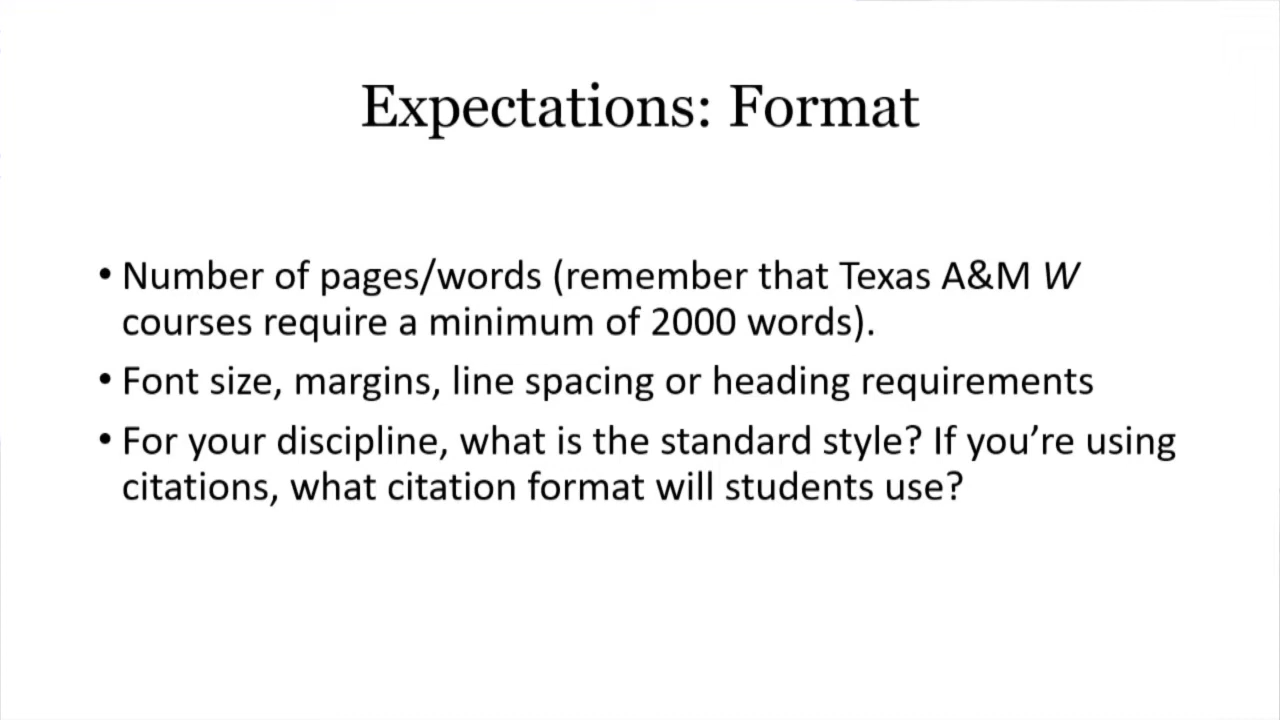 Expectations: Format
• Number of pages/words (remember that Texas A&M W
courses require a minimum of 2000 words).
• Font size, margins, line spacing or heading requirements
• For your discipline, what is the standard style? If you’re using
citations, what citation format will students use?